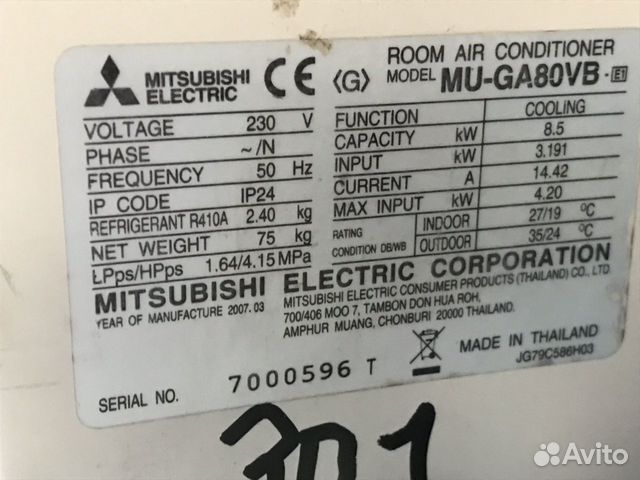 MITSUBISHI ELECTRIC CE
VOLTAGE 230 V
PHASE ~/N
FREQUENCY 50 Hz
IP CODE IP24
REFRIGERANT R410A 2.40 kg
NET WEIGHT 75 kg
LPps/HPps 1.64/4.15 MPa
⟨G⟩ ROOM AIR CONDITIONER
MODEL MU-GA80VB - E1
FUNCTION COOLING
CAPACITY kW 8.5
INPUT kW 3.191
CURRENT A 14.42
MAX INPUT kW 4.20
RATING CONDITION DB/WB INDOOR 27/19 °C
OUTDOOR 35/24 °C
MITSUBISHI ELECTRIC CORPORATION
YEAR OF MANUFACTURE 2007.03
MITSUBISHI ELECTRIC CONSUMER PRODUCTS (THAILAND) CO., LTD.
700/406 MOO 7, TAMBON DON HUA ROH,
AMPHUR MUANG, CHONBURI 20000 THAILAND.
MADE IN THAILAND
JG79C586H03
SERIAL NO. 7000596 T
301
Avito